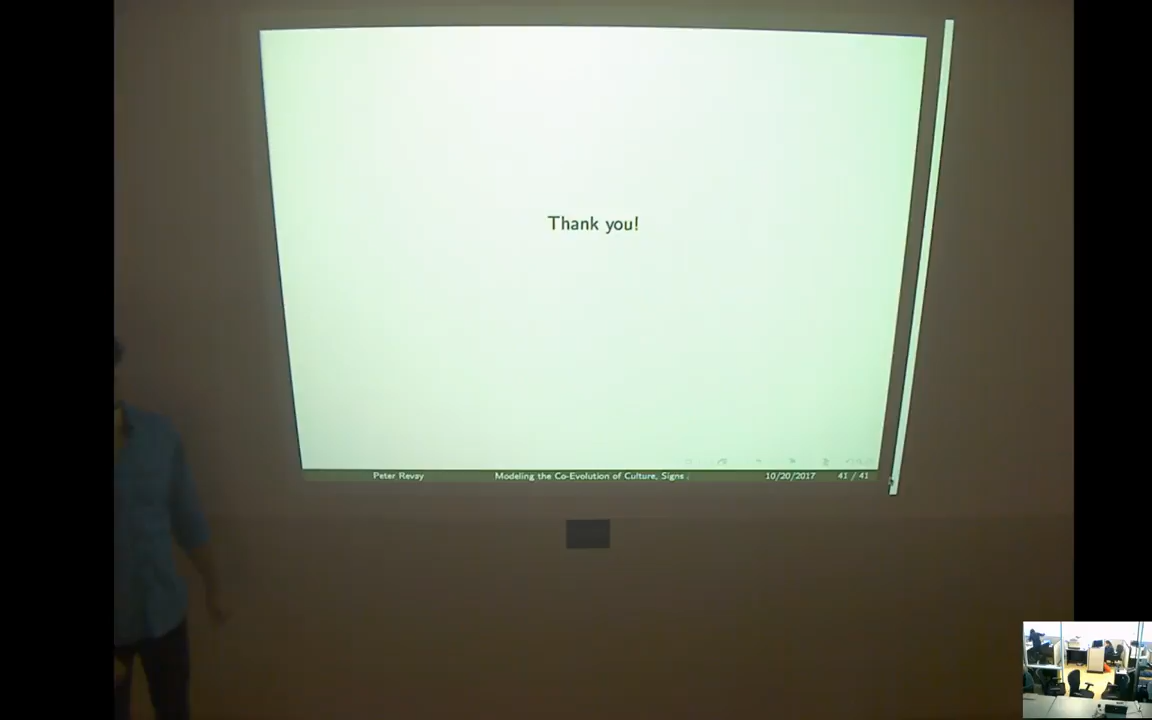 Thank you!
Peter Revay Modeling the Co-Evolution of Culture, Signs 10/20/2017 41 / 41